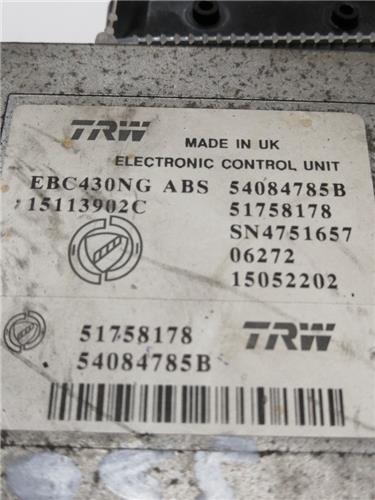 TRW
MADE IN UK
ELECTRONIC CONTROL UNIT
EBC430NG ABS 54084785B
15113902C 51758178
SN4751657
06272
15052202
51758178 TRW
54084785B